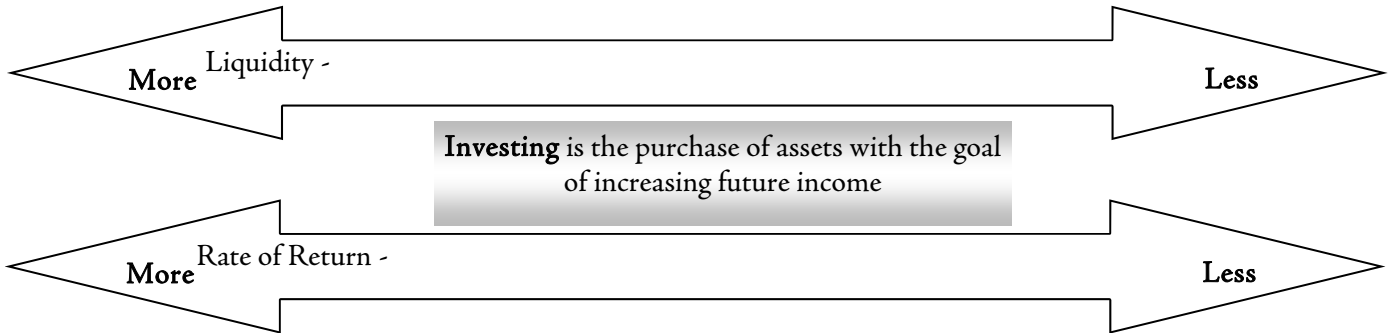 More Liquidity - Less
Investing is the purchase of assets with the goal
of increasing future income
More Rate of Return - Less